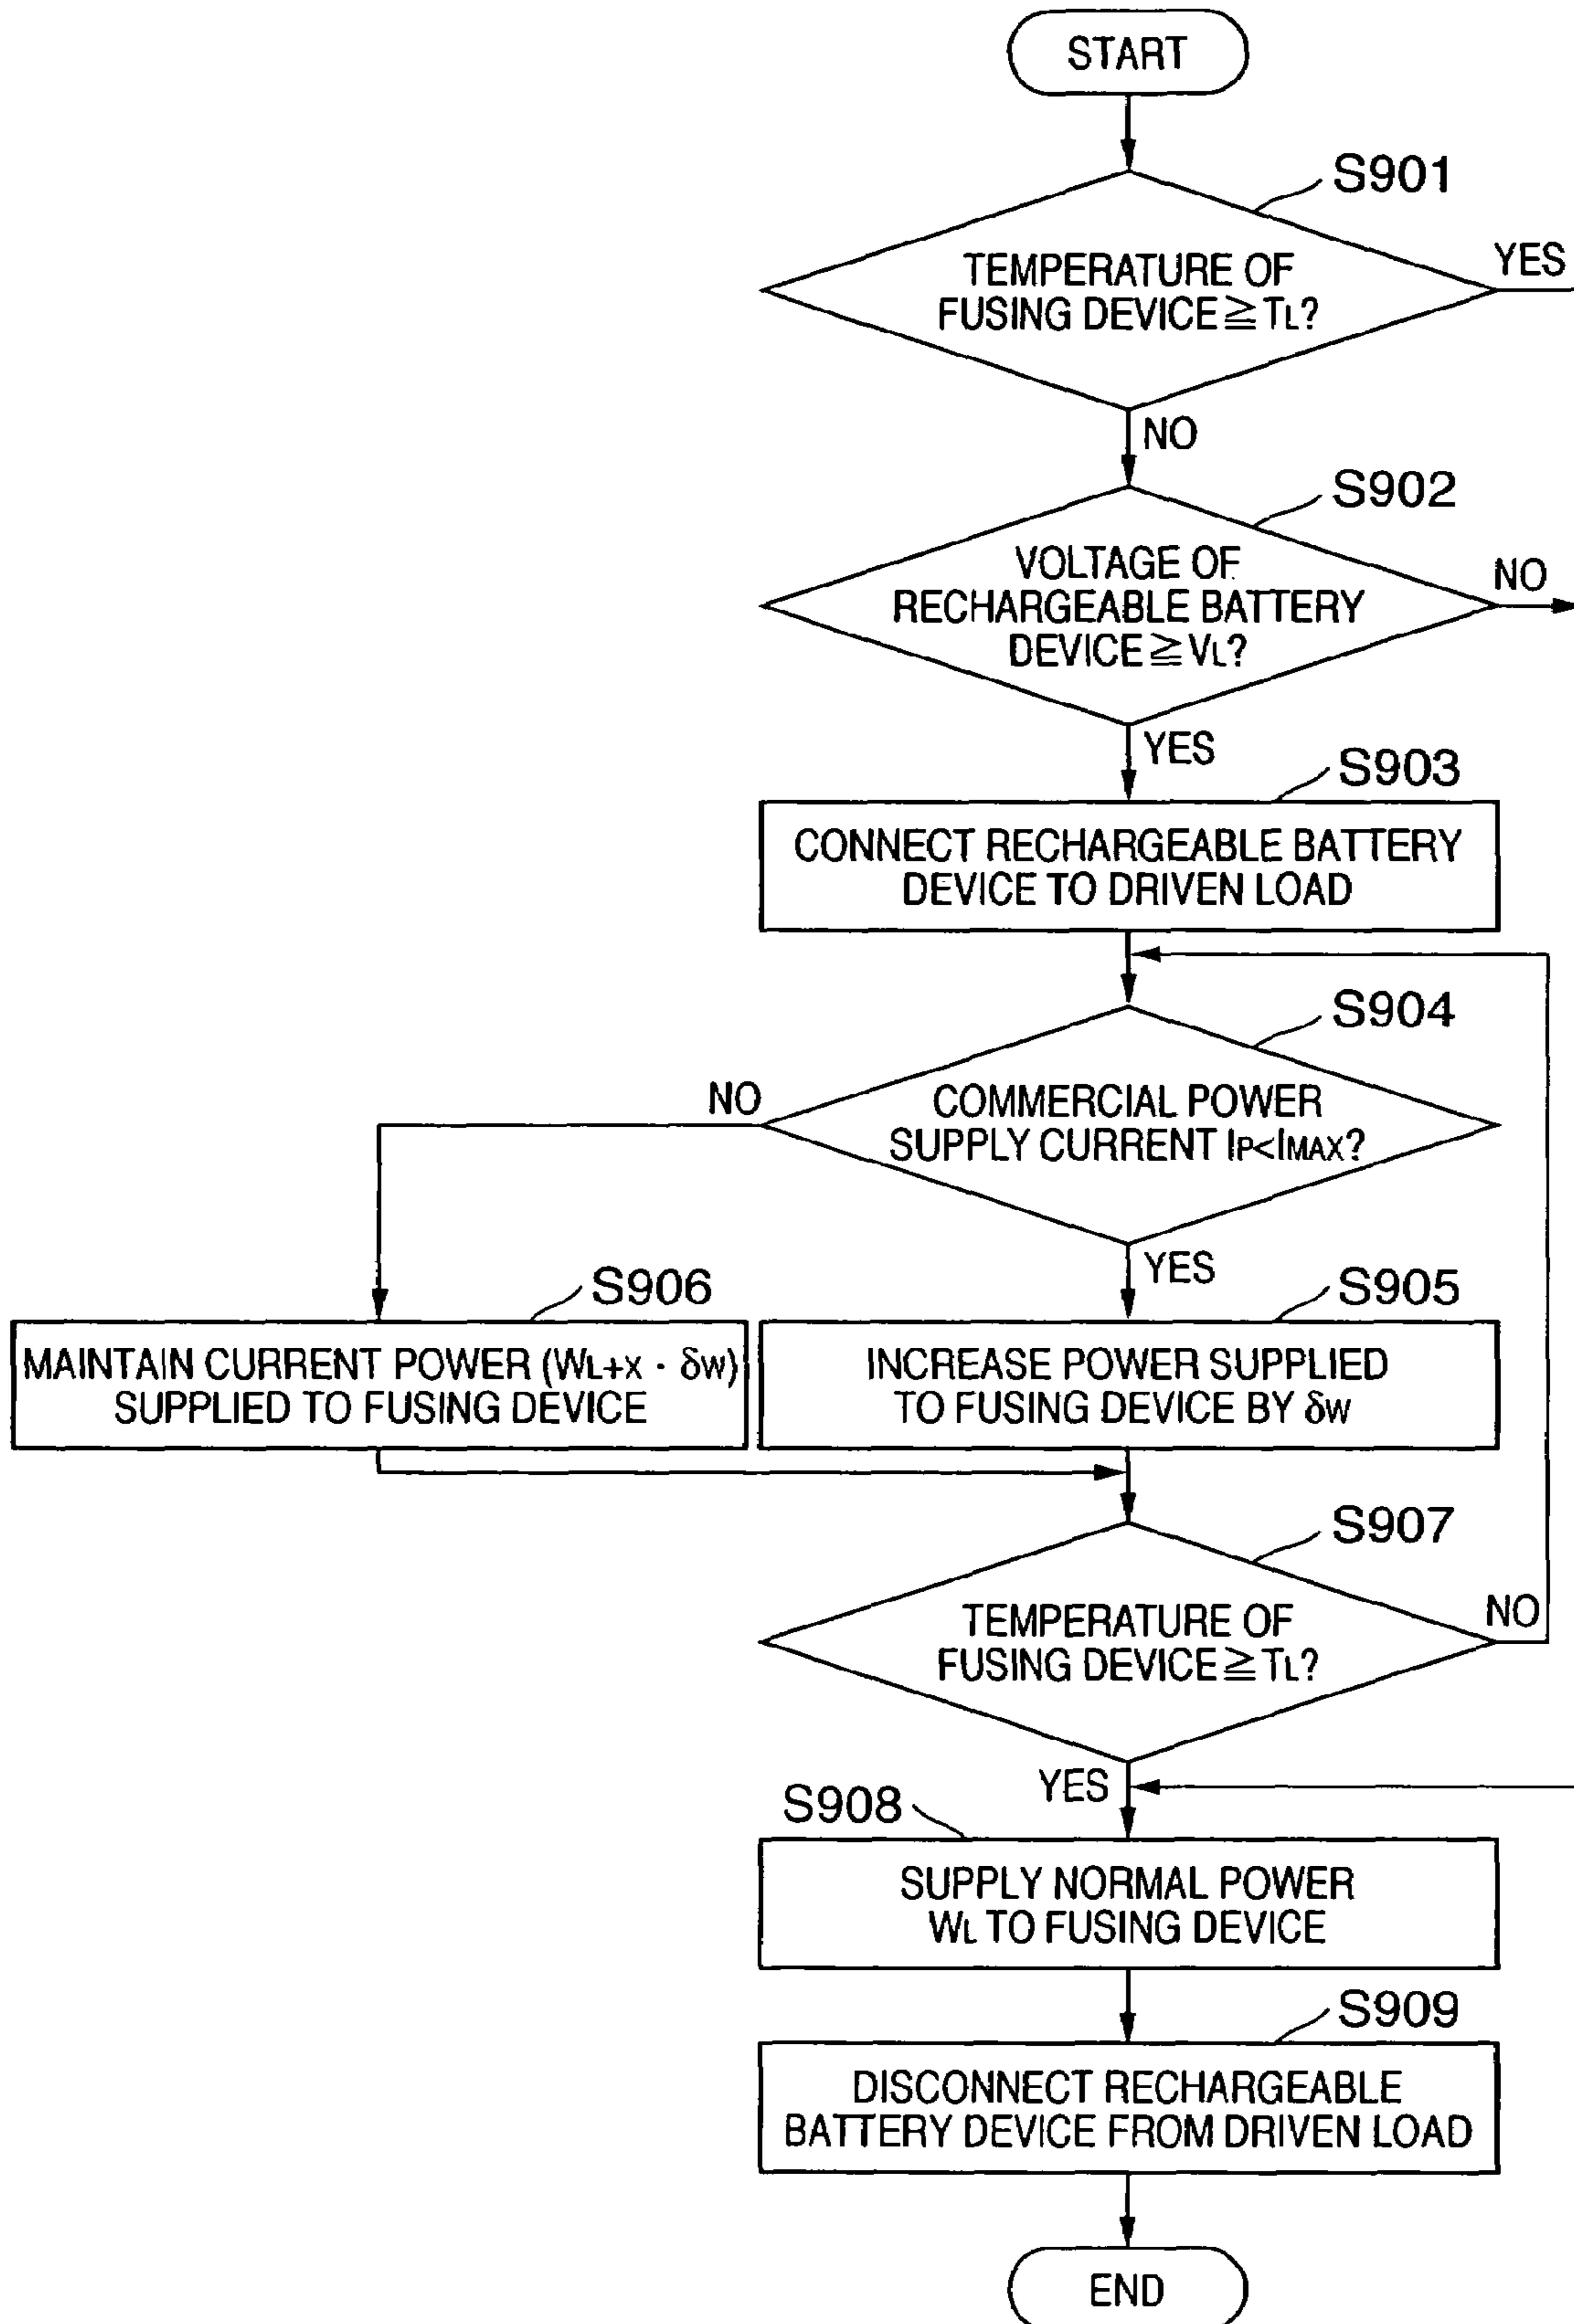 START
S901
TEMPERATURE OF
FUSING DEVICE≧TL?
YES
NO
S902
VOLTAGE OF
RECHARGEABLE BATTERY
DEVICE≧VL?
NO
YES
S903
CONNECT RECHARGEABLE BATTERY
DEVICE TO DRIVEN LOAD
S904
COMMERCIAL POWER
SUPPLY CURRENT IP<IMAX?
NO
YES
S906
MAINTAIN CURRENT POWER (WL+X · δW)
SUPPLIED TO FUSING DEVICE
S905
INCREASE POWER SUPPLIED
TO FUSING DEVICE BY δW
S907
TEMPERATURE OF
FUSING DEVICE≧TL?
NO
YES
S908
SUPPLY NORMAL POWER
WL TO FUSING DEVICE
S909
DISCONNECT RECHARGEABLE
BATTERY DEVICE FROM DRIVEN LOAD
END